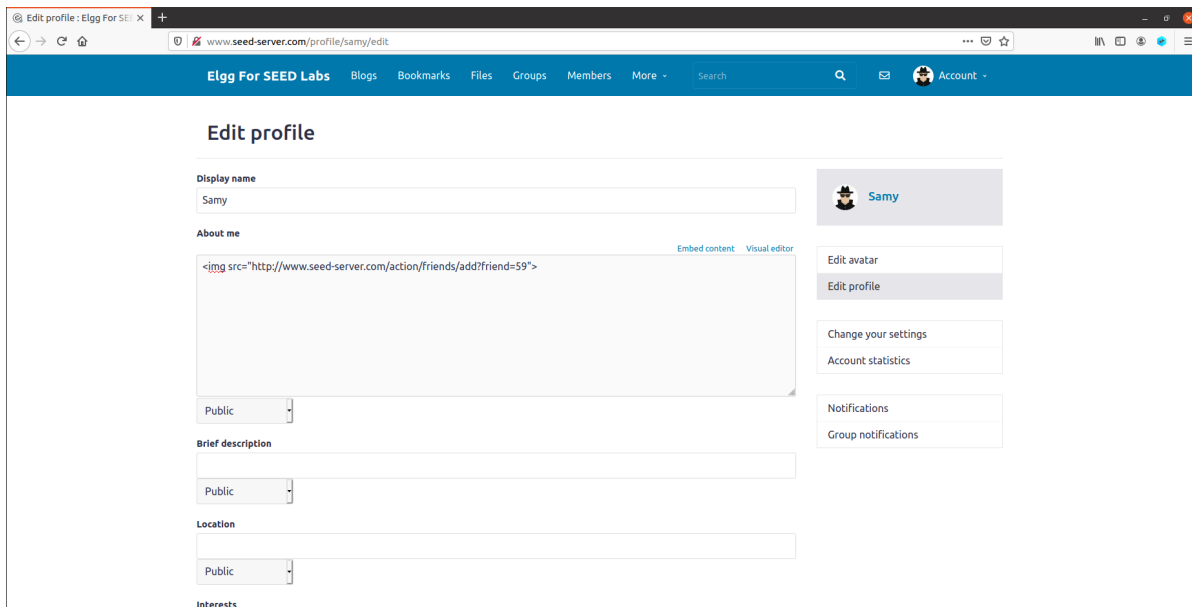 Edit profile : Elgg For SE
www.seed-server.com/profile/samy/edit
Elgg For SEED Labs Blogs Bookmarks Files Groups Members More Search Account
Edit profile
Display name
Samy
Samy
About me
Embed content Visual editor
<img src="http://www.seed-server.com/action/friends/add?friend=59">
Edit avatar
Edit profile
Change your settings
Account statistics
Public
Notifications
Group notifications
Brief description
Public
Location
Public
Interests